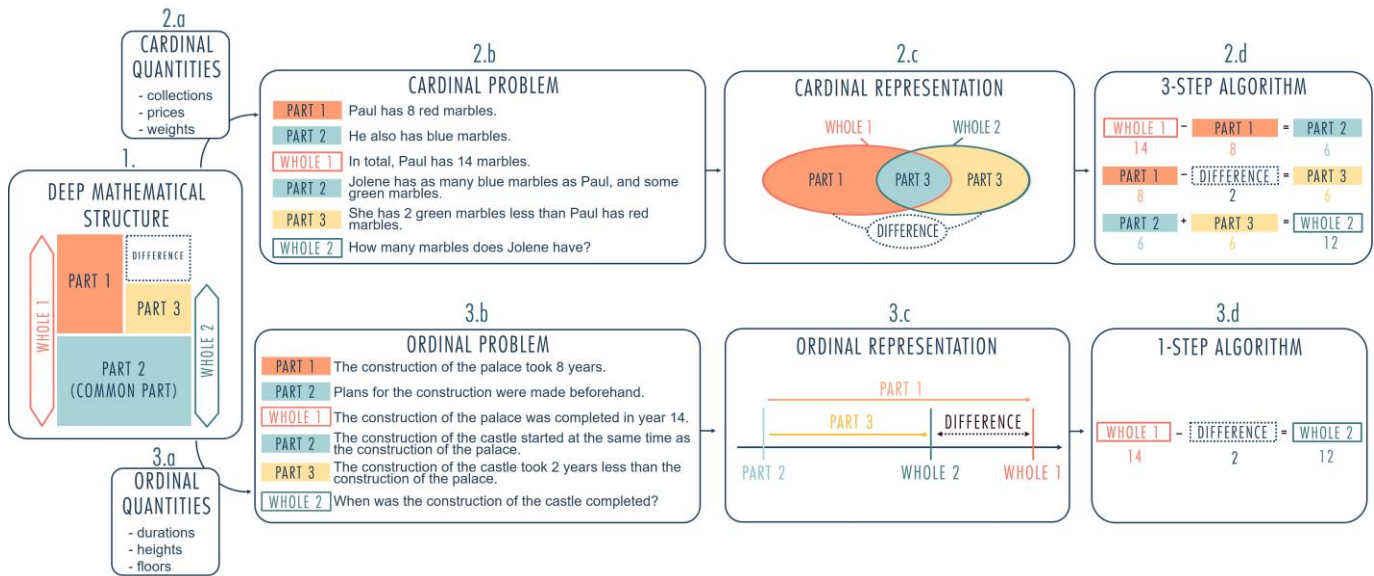 2.a
CARDINAL
QUANTITIES
- collections
- prices
- weights
1.
DEEP MATHEMATICAL
STRUCTURE
WHOLE 1
PART 1
DIFFERENCE
PART 3
WHOLE 2
PART 2
(COMMON PART)
3.a
ORDINAL
QUANTITIES
- durations
- heights
- floors
2.b
CARDINAL PROBLEM
PART 1 Paul has 8 red marbles.
PART 2 He also has blue marbles.
WHOLE 1 In total, Paul has 14 marbles.
PART 2 Jolene has as many blue marbles as Paul, and some
green marbles.
PART 3 She has 2 green marbles less than Paul has red
marbles.
WHOLE 2 How many marbles does Jolene have?
2.c
CARDINAL REPRESENTATION
WHOLE 1 WHOLE 2
PART 1 PART 3 PART 3
DIFFERENCE
2.d
3-STEP ALGORITHM
WHOLE 1 - PART 1 = PART 2
14 8 6
PART 1 - DIFFERENCE = PART 3
8 2 6
PART 2 + PART 3 = WHOLE 2
6 6 12
3.b
ORDINAL PROBLEM
PART 1 The construction of the palace took 8 years.
PART 2 Plans for the construction were made beforehand.
WHOLE 1 The construction of the palace was completed in year 14.
PART 2 The construction of the castle started at the same time as
the construction of the palace.
PART 3 The construction of the castle took 2 years less than the
construction of the palace.
WHOLE 2 When was the construction of the castle completed?
3.c
ORDINAL REPRESENTATION
PART 1
PART 3 DIFFERENCE
PART 2 WHOLE 2 WHOLE 1
3.d
1-STEP ALGORITHM
WHOLE 1 - DIFFERENCE = WHOLE 2
14 2 12